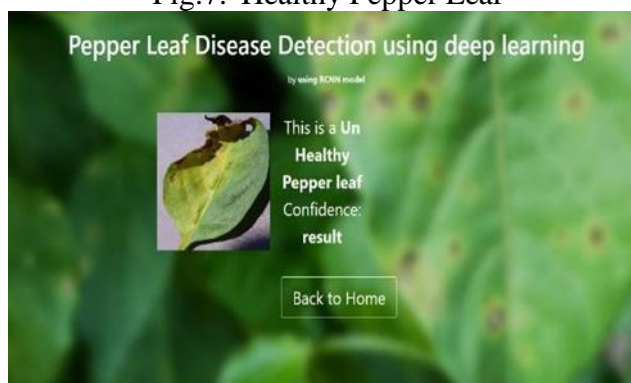 Fig.7. Healthy Pepper Leaf
Pepper Leaf Disease Detection using deep learning
by using RCNN model
This is a Un
Healthy
Pepper leaf
Confidence:
result
Back to Home